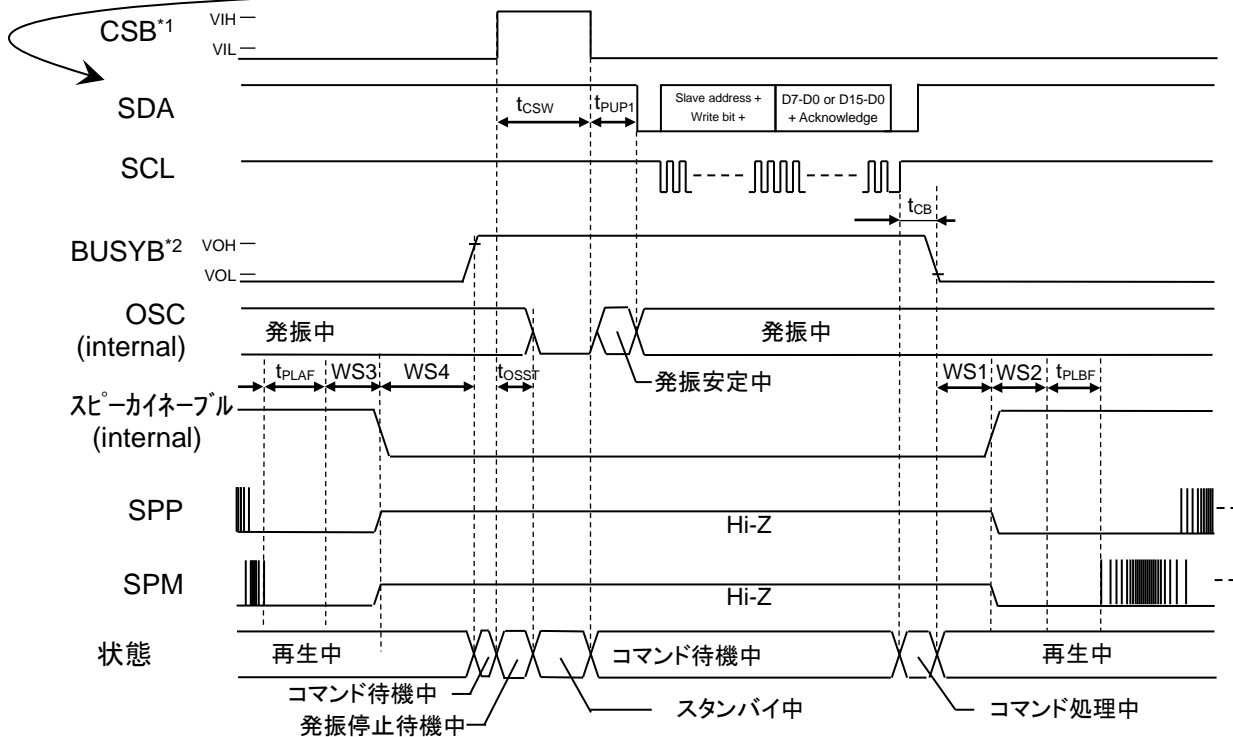 CSB*1
VIH
VIL
SDA
tCSW
tPUP1
Slave address +
Write bit +
D7-D0 or D15-D0
+ Acknowledge
SCL
tCB
BUSYB*2
VOH
VOL
OSC
(internal)
発振中
発振中
発振安定中
tPLAF
WS3
WS4
tOSST
WS1
WS2
tPLBF
スピーカイネーブル
(internal)
SPP
Hi-Z
SPM
Hi-Z
状態
再生中
コマンド待機中
再生中
コマンド待機中
発振停止待機中
スタンバイ中
コマンド処理中